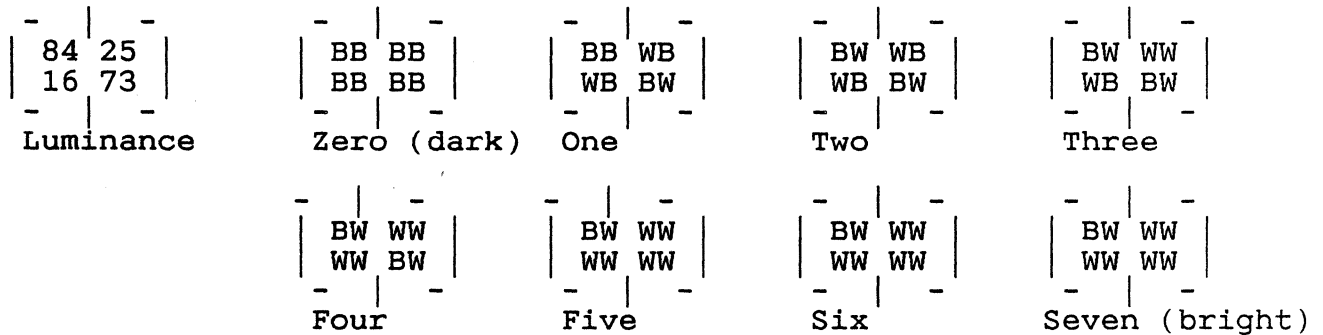 84 25 BB BB BB WB BW WB BW WW
16 73 BB BB WB BW WB BW WB BW
Luminance Zero (dark) One Two Three
BW WW BW WW BW WW BW WW
WW BW WW WW WW WW WW WW
Four Five Six Seven (bright)